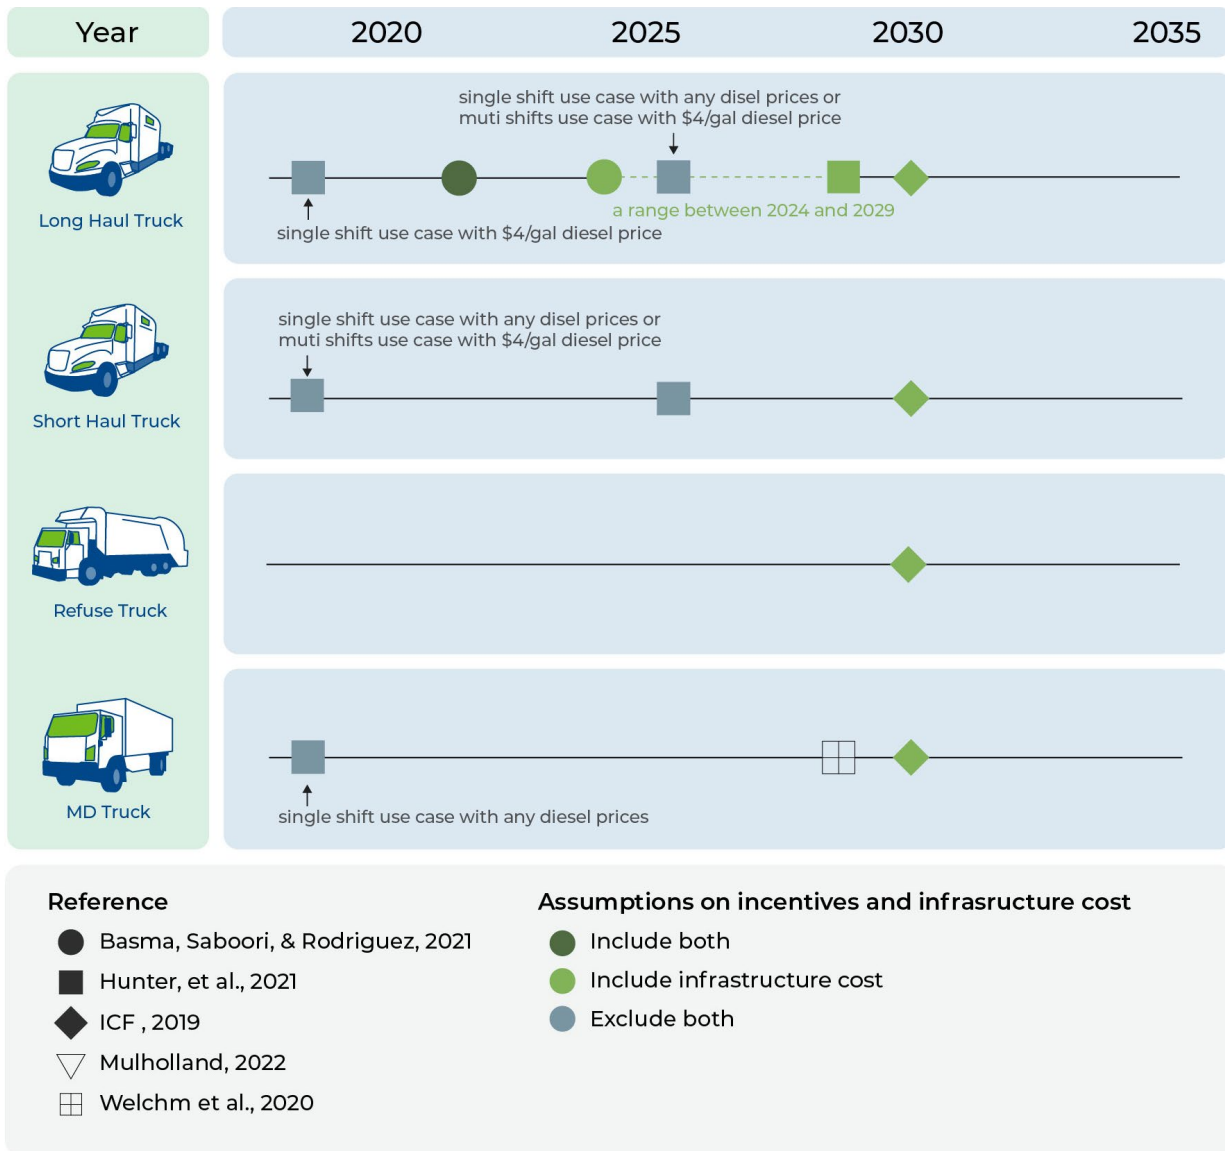 Year
2020
2025
2030
2035
single shift use case with any disel prices or
muti shifts use case with $4/gal diesel price
Long Haul Truck
a range between 2024 and 2029
single shift use case with $4/gal diesel price
single shift use case with any disel prices or
muti shifts use case with $4/gal diesel price
Short Haul Truck
Refuse Truck
MD Truck
single shift use case with any diesel prices
Reference
Basma, Saboori, & Rodriguez, 2021
Hunter, et al., 2021
ICF , 2019
Mulholland, 2022
Welchm et al., 2020
Assumptions on incentives and infrasructure cost
Include both
Include infrastructure cost
Exclude both